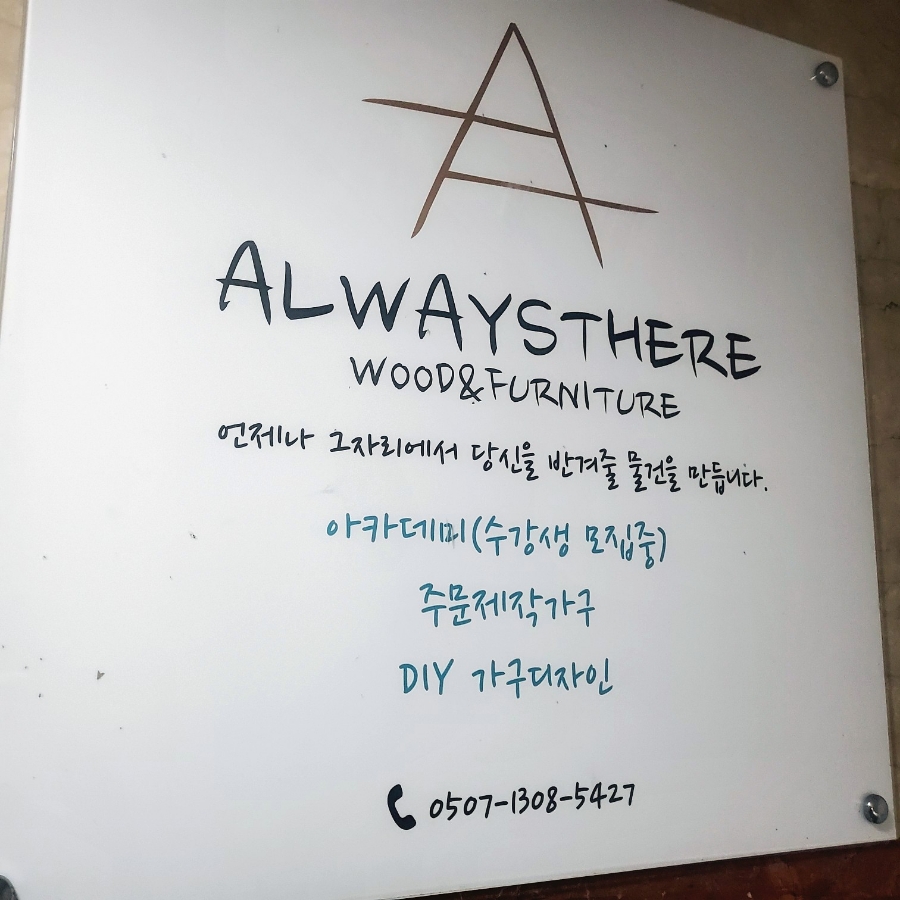 ALWAYSTHERE
WOOD&FURNITURE
언제나 그자리에서 당신을 반겨줄 물건을 만듭니다.
아카데미(수강생 모집중)
주문제작가구
DIY 가구디자인
0507-1308-5427